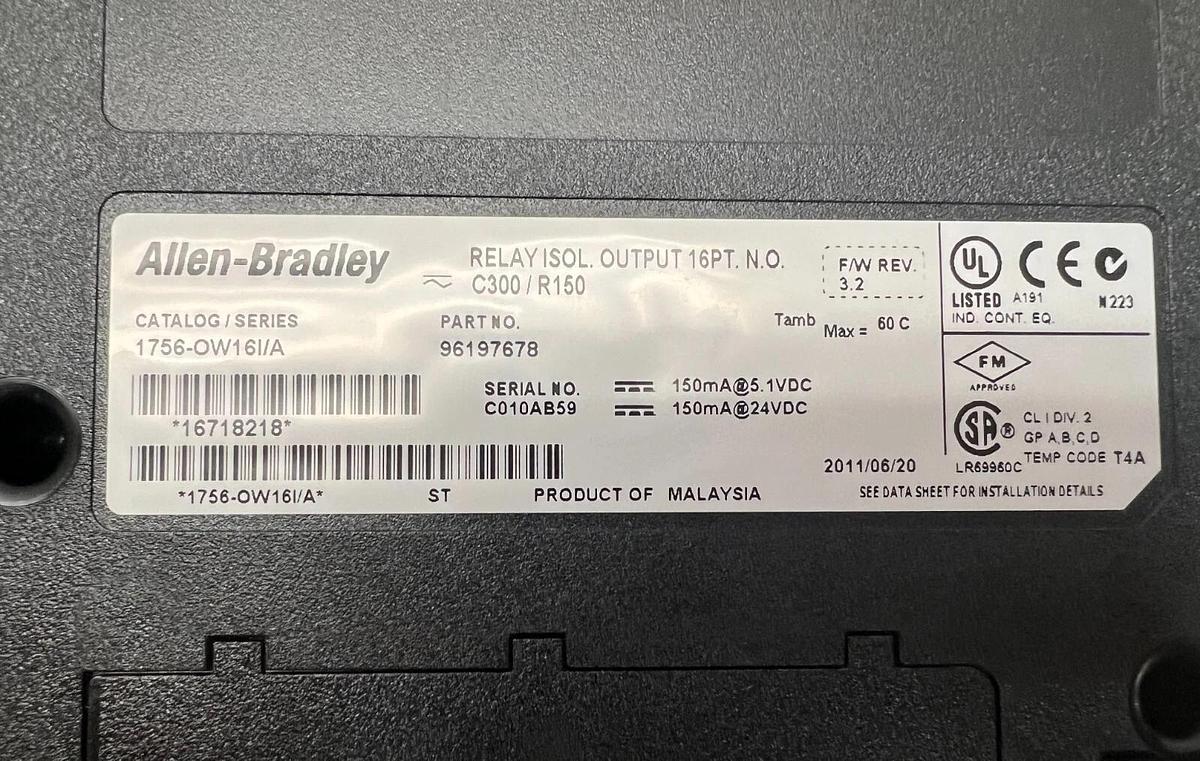 Allen-Bradley
RELAY ISOL. OUTPUT 16PT. N.O.
C300 / R150
F/W REV.
3.2
CATALOG / SERIES
1756-OW16I/A
PART NO.
96197678
Tamb Max = 60 C
*16718218*
SERIAL NO.
C010AB59
150mA@5.1VDC
150mA@24VDC
*1756-OW16I/A*
ST
PRODUCT OF MALAYSIA
2011/06/20
UL
LISTED A191
IND. CONT. EQ.
CE
N223
FM
APPROVED
SA®
LR69960C
CL I DIV. 2
GP A,B,C,D
TEMP CODE T4A
SEE DATA SHEET FOR INSTALLATION DETAILS